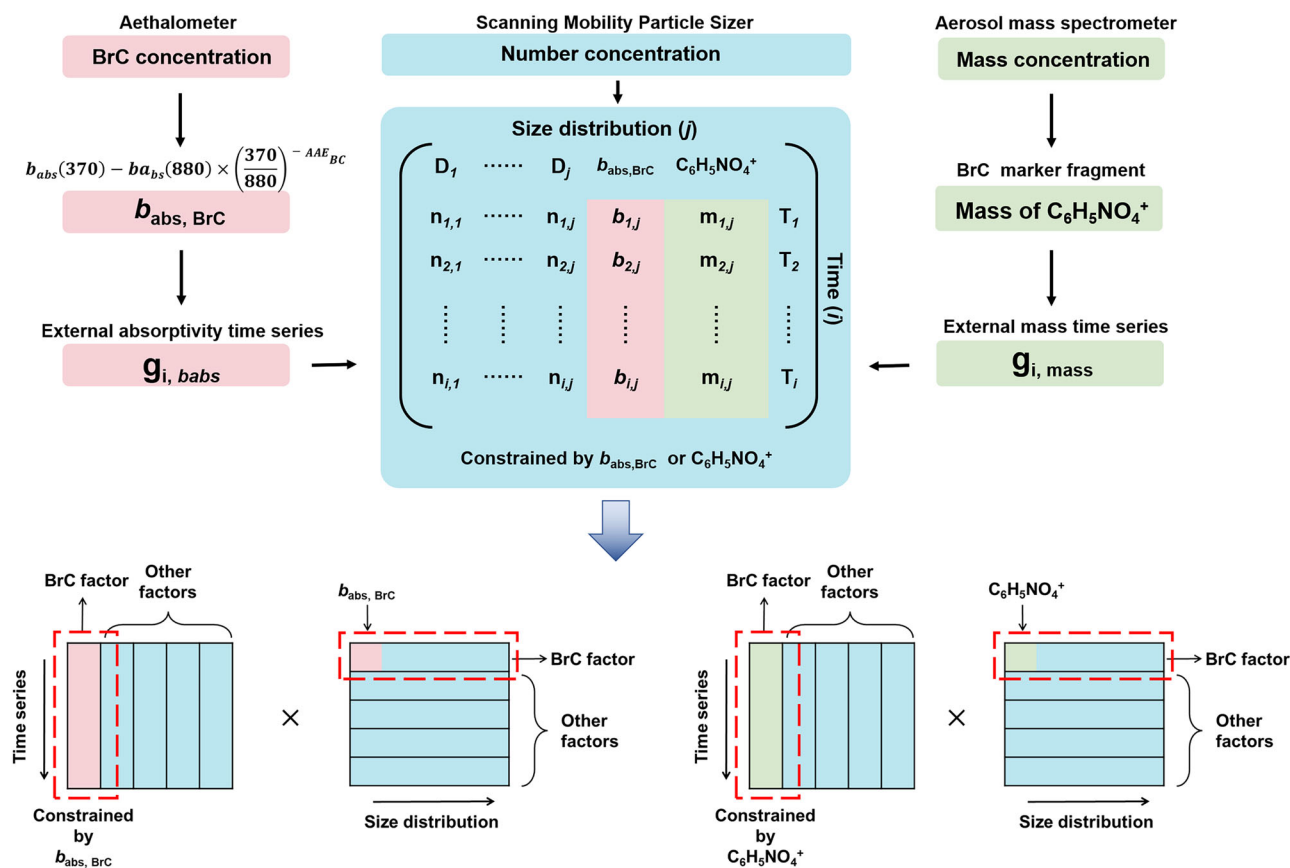 Aethalometer
BrC concentration
Scanning Mobility Particle Sizer
Number concentration
Aerosol mass spectrometer
Mass concentration
b_abs(370) − ba_bs(880) × (370/880)^−AAE_BC
b_abs, BrC
External absorptivity time series
g_i, babs
Size distribution (j)
D_1 ······ D_j b_abs,BrC C₆H₅NO₄⁺
n_1,1 ······ n_1,j b_1,j m_1,j T_1
n_2,1 ······ n_2,j b_2,j m_2,j T_2
n_i,1 ······ n_i,j b_i,j m_i,j T_i
Time (i)
Constrained by b_abs,BrC or C₆H₅NO₄⁺
BrC marker fragment
Mass of C₆H₅NO₄⁺
External mass time series
g_i, mass
BrC factor
Other
factors
Time series
Constrained
by
b_abs, BrC
×
b_abs, BrC
BrC factor
Other
factors
Size distribution
BrC factor
Other
factors
Time series
Constrained
by
C₆H₅NO₄⁺
×
C₆H₅NO₄⁺
BrC factor
Other
factors
Size distribution